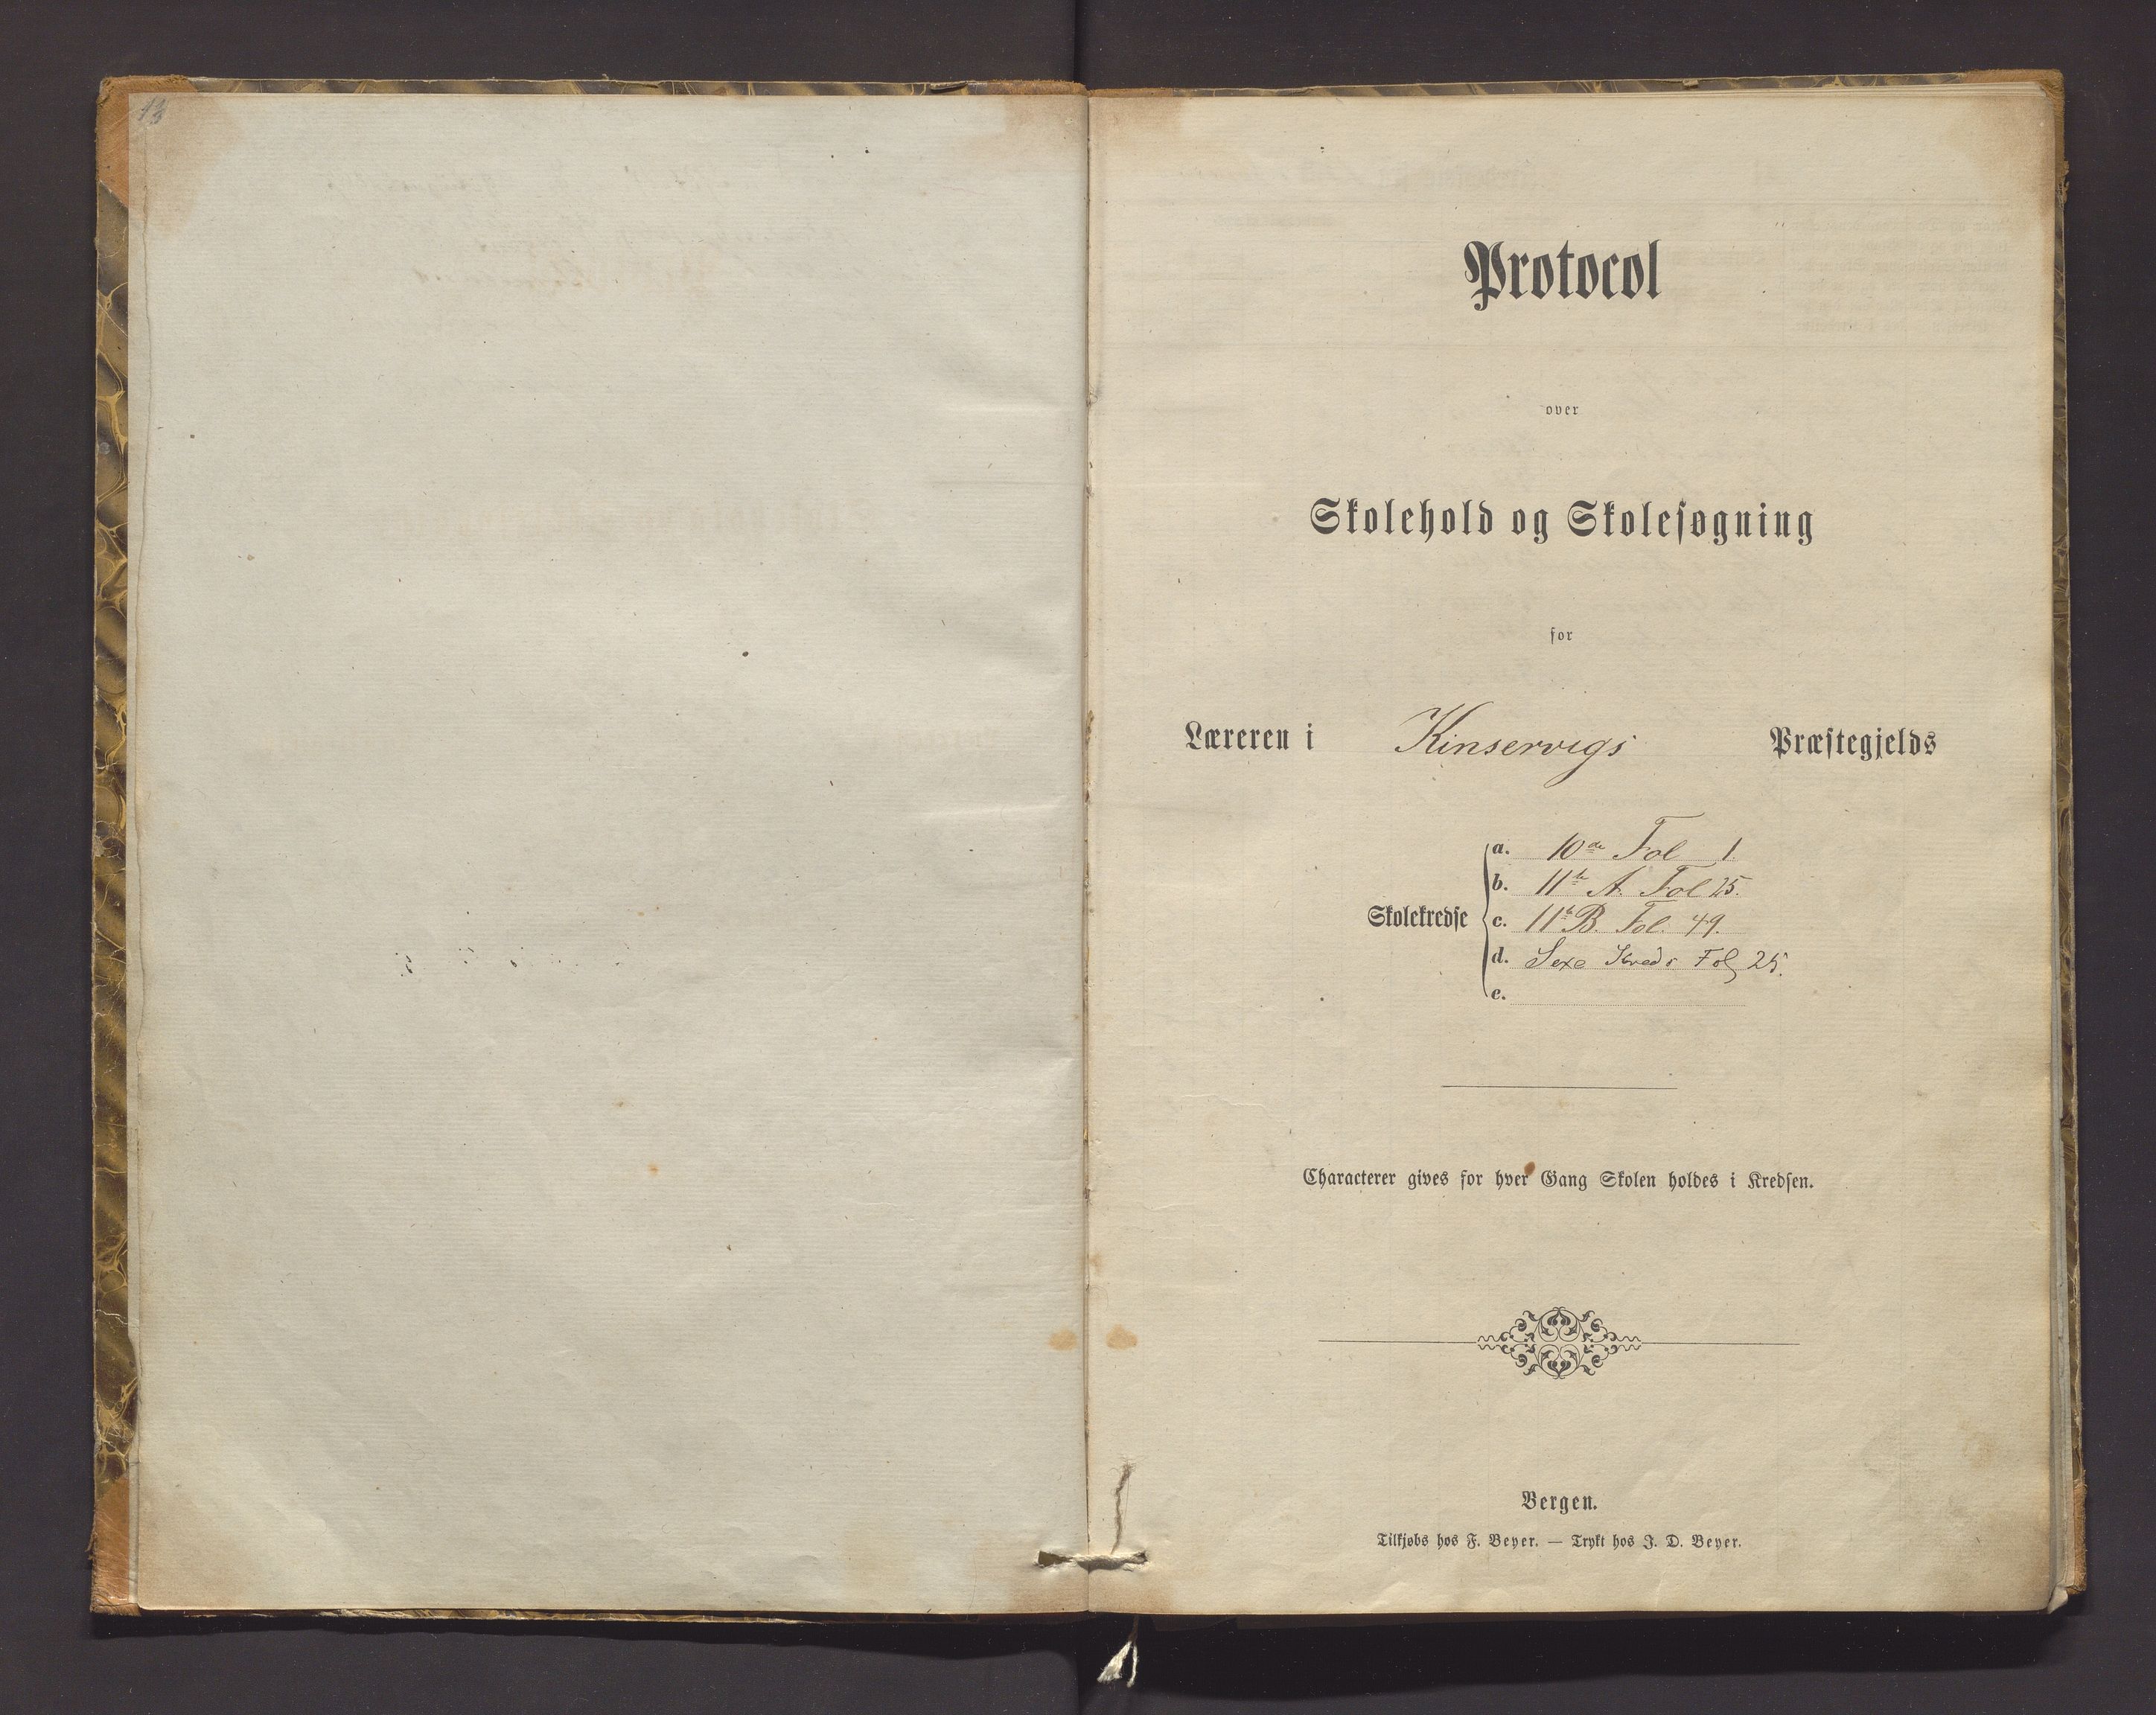 13
Protocol
over
Skolehold og Skolesøgning
for
Læreren i Kinservigs Præstegjelds
Skolekredse
a. 10de Fol 1.
b. 11te A. Fol 25.
c. 11te B. Fol. 49.
d. Sexe Kreds Fol 25.
e.
Characterer gives for hver Gang Skolen holdes i Kredsen.
Bergen.
Tilkjøbs hos F. Beyer. — Trykt hos J. D. Beyer.